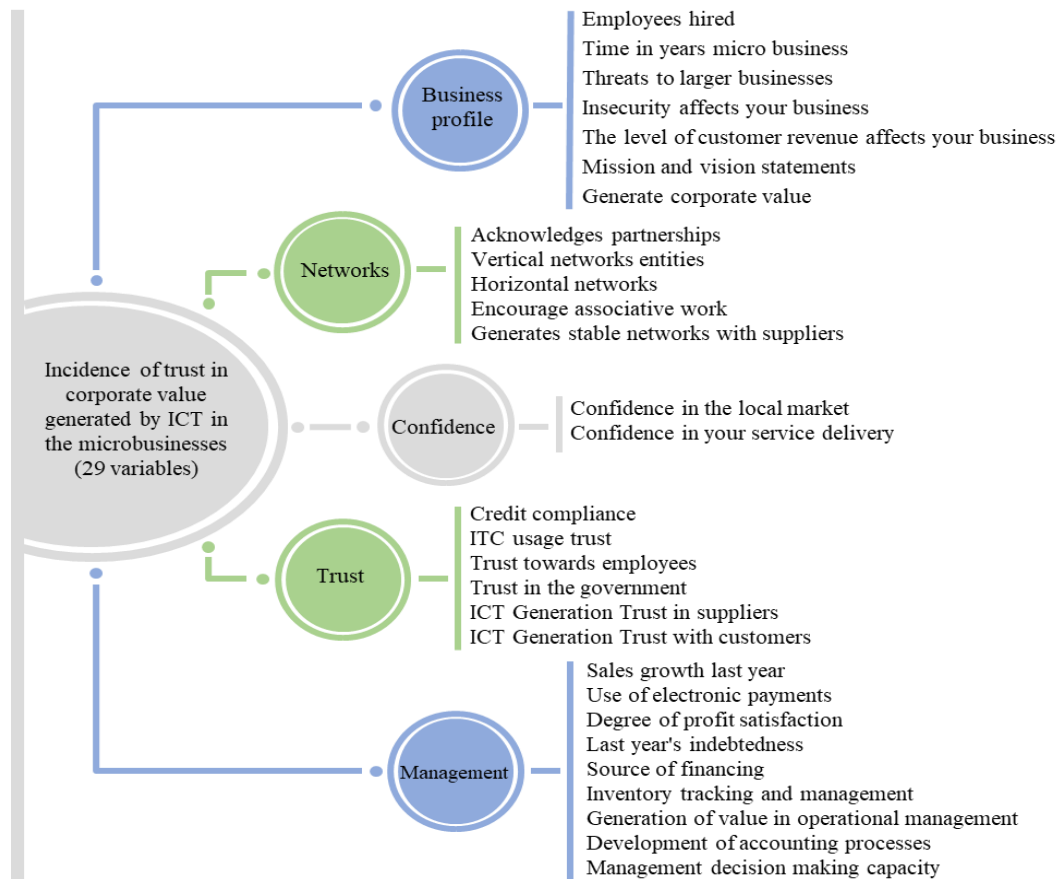 Employees hired
Time in years micro business
Threats to larger businesses
Insecurity affects your business
The level of customer revenue affects your business
Mission and vision statements
Generate corporate value
Business
profile
Acknowledges partnerships
Vertical networks entities
Horizontal networks
Encourage associative work
Generates stable networks with suppliers
Networks
Incidence of trust in
corporate value
generated by ICT in
the microbusinesses
(29 variables)
Confidence
Confidence in the local market
Confidence in your service delivery
Trust
Credit compliance
ITC usage trust
Trust towards employees
Trust in the government
ICT Generation Trust in suppliers
ICT Generation Trust with customers
Management
Sales growth last year
Use of electronic payments
Degree of profit satisfaction
Last year's indebtedness
Source of financing
Inventory tracking and management
Generation of value in operational management
Development of accounting processes
Management decision making capacity